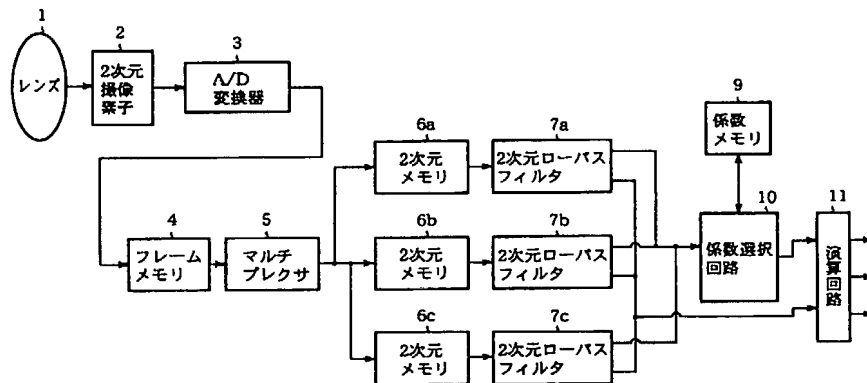 1
レンズ
2
2次元
撮像
素子
3
A/D
変換器
4
フレーム
メモリ
5
マルチ
プレクサ
6a
2次元
メモリ
7a
2次元ローパス
フィルタ
6b
2次元
メモリ
7b
2次元ローパス
フィルタ
6c
2次元
メモリ
7c
2次元ローパス
フィルタ
9
係数
メモリ
10
係数選択
回路
11
演算回路